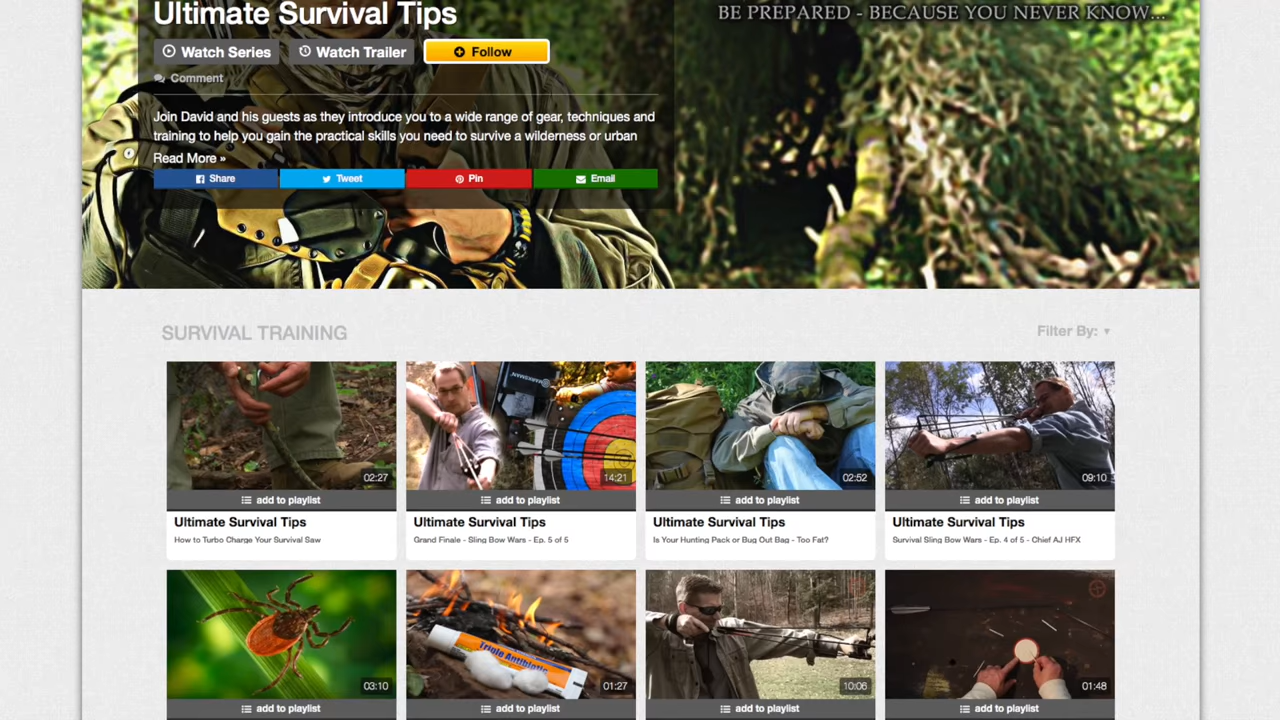 Ultimate Survival Tips
BE PREPARED - BECAUSE YOU NEVER KNOW...
Watch Series
Watch Trailer
Follow
Comment
Join David and his guests as they introduce you to a wide range of gear, techniques and
training to help you gain the practical skills you need to survive a wilderness or urban
Read More »
Share
Tweet
Pin
Email
SURVIVAL TRAINING
Filter By:
02:27
14:21
02:52
09:10
add to playlist
add to playlist
add to playlist
add to playlist
Ultimate Survival Tips
Ultimate Survival Tips
Ultimate Survival Tips
Ultimate Survival Tips
How to Turbo Charge Your Survival Saw
Grand Finale - Sling Bow Wars - Ep. 5 of 5
Is Your Hunting Pack or Bug Out Bag - Too Fat?
Survival Sling Bow Wars - Ep. 4 of 5 - Chief AJ HFX
Triple Antibiotic
03:10
01:27
10:06
01:48
add to playlist
add to playlist
add to playlist
add to playlist